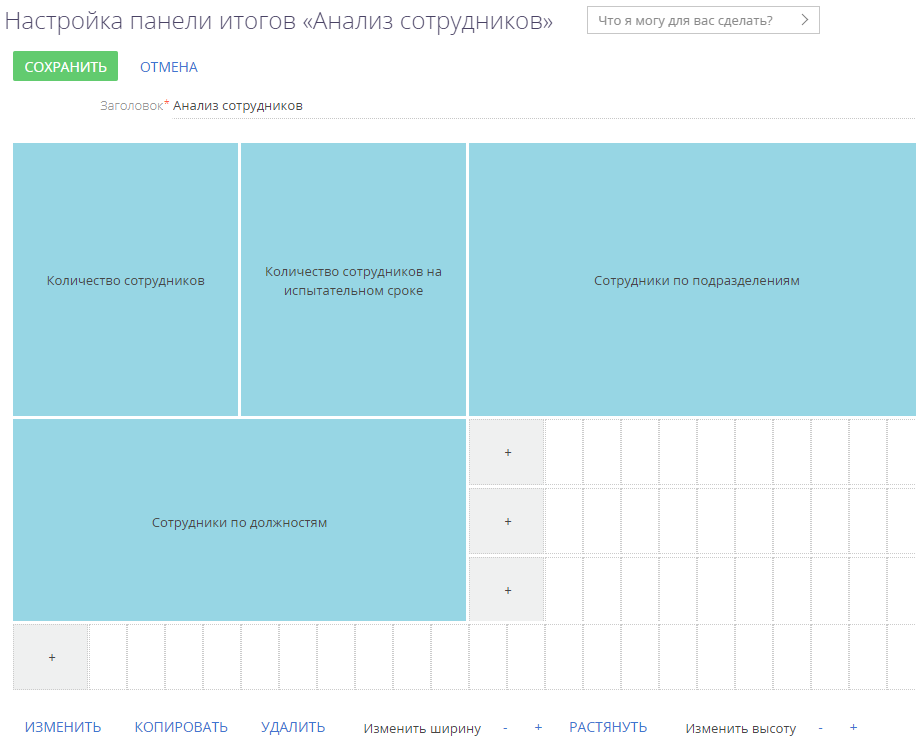 Настройка панели итогов «Анализ сотрудников»
Что я могу для вас сделать?
СОХРАНИТЬ ОТМЕНА
Заголовок* Анализ сотрудников
Количество сотрудников
Количество сотрудников на
испытательном сроке
Сотрудники по подразделениям
Сотрудники по должностям
+
+
+
+
ИЗМЕНИТЬ КОПИРОВАТЬ УДАЛИТЬ Изменить ширину - + РАСТЯНУТЬ Изменить высоту - +